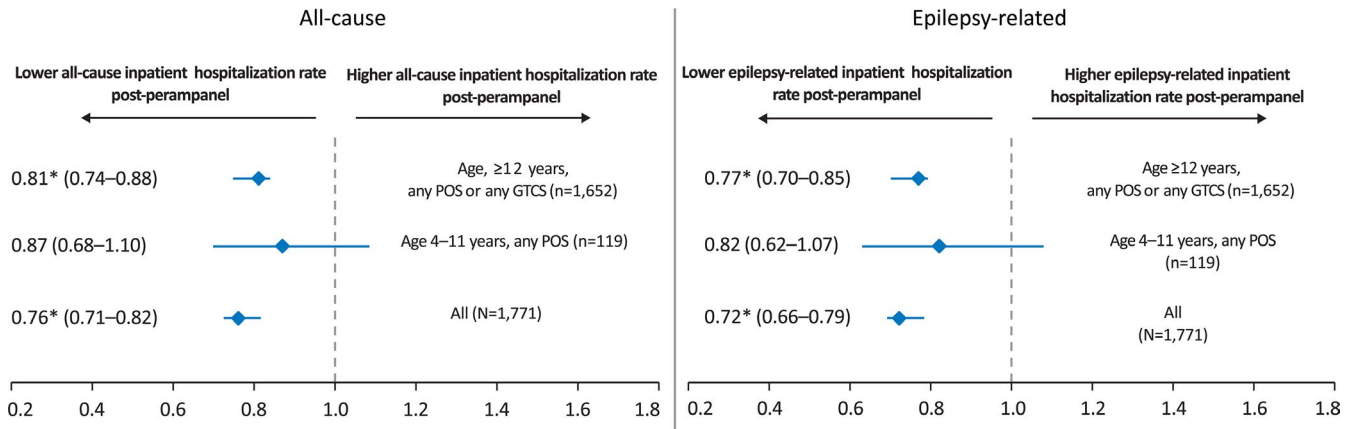 All-cause
Lower all-cause inpatient hospitalization rate
post-perampanel
Higher all-cause inpatient hospitalization rate
post-perampanel
0.81* (0.74–0.88)
Age, ≥12 years,
any POS or any GTCS (n=1,652)
0.87 (0.68–1.10)
Age 4–11 years, any POS (n=119)
0.76* (0.71–0.82)
All (N=1,771)
0.2 0.4 0.6 0.8 1.0 1.2 1.4 1.6 1.8
Epilepsy-related
Lower epilepsy-related inpatient hospitalization
rate post-perampanel
Higher epilepsy-related inpatient
hospitalization rate post-perampanel
0.77* (0.70–0.85)
Age ≥12 years,
any POS or any GTCS (n=1,652)
0.82 (0.62–1.07)
Age 4–11 years, any POS
(n=119)
0.72* (0.66–0.79)
All
(N=1,771)
0.2 0.4 0.6 0.8 1.0 1.2 1.4 1.6 1.8